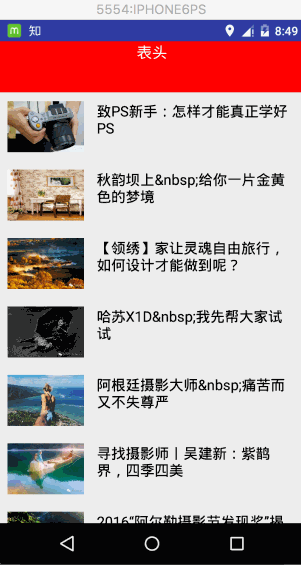 5554:IPHONE6PS
知
8:49
表头
致PS新手：怎样才能真正学好
PS
秋韵坝上&nbsp;给你一片金黄
色的梦境
【领绣】家让灵魂自由旅行，
如何设计才能做到呢？
哈苏X1D&nbsp;我先帮大家试
试
阿根廷摄影大师&nbsp;痛苦而
又不失尊严
寻找摄影师丨吴建新：紫鹊
界，四季四美
2016“阿尔勒摄影节发现奖”揭